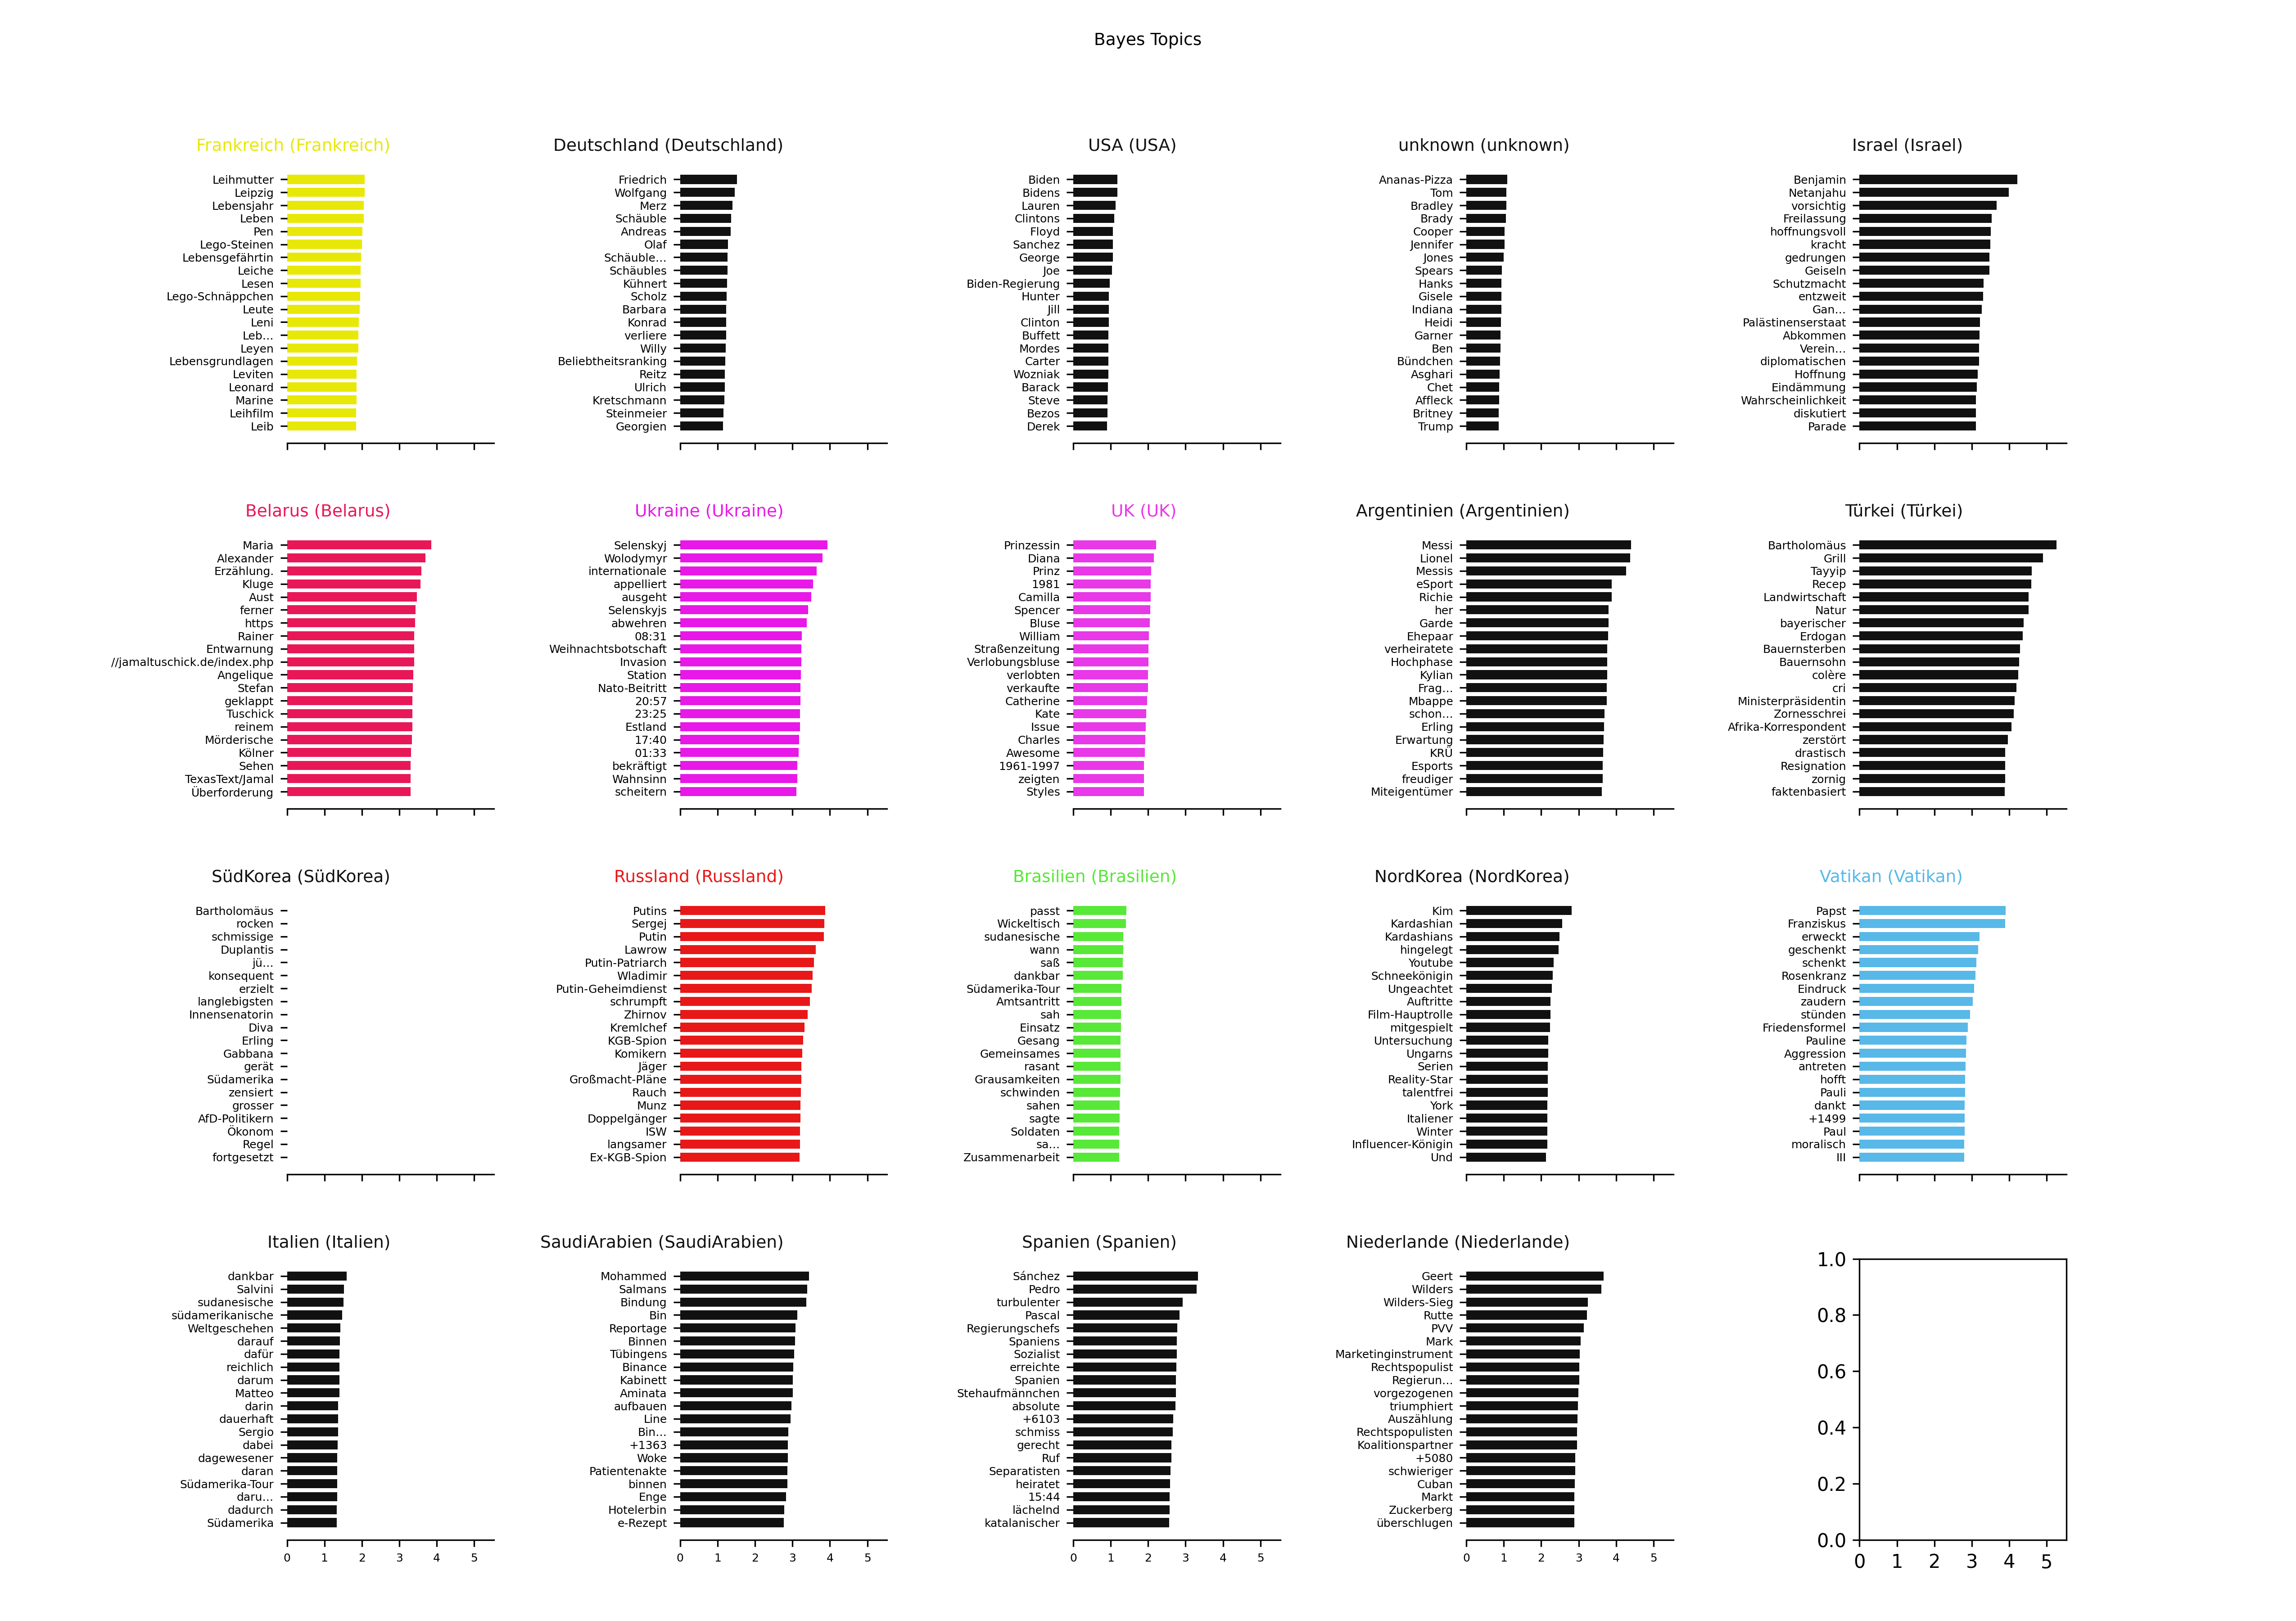 Bayes Topics
Frankreich (Frankreich)
Leihmutter
Leipzig
Lebensjahr
Leben
Pen
Lego-Steinen
Lebensgefährtin
Leiche
Lesen
Lego-Schnäppchen
Leute
Leni
Leb...
Leyen
Lebensgrundlagen
Leviten
Leonard
Marine
Leihfilm
Leib
Deutschland (Deutschland)
Friedrich
Wolfgang
Merz
Schäuble
Andreas
Olaf
Schäuble...
Schäubles
Kühnert
Scholz
Barbara
Konrad
verliere
Willy
Beliebtheitsranking
Reitz
Ulrich
Kretschmann
Steinmeier
Georgien
USA (USA)
Biden
Bidens
Lauren
Clintons
Floyd
Sanchez
George
Joe
Biden-Regierung
Hunter
Jill
Clinton
Buffett
Mordes
Carter
Wozniak
Barack
Steve
Bezos
Derek
unknown (unknown)
Ananas-Pizza
Tom
Bradley
Brady
Cooper
Jennifer
Jones
Spears
Hanks
Gisele
Indiana
Heidi
Garner
Ben
Bündchen
Asghari
Chet
Affleck
Britney
Trump
Israel (Israel)
Benjamin
Netanjahu
vorsichtig
Freilassung
hoffnungsvoll
kracht
gedrungen
Geiseln
Schutzmacht
entzweit
Gan...
Palästinenserstaat
Abkommen
Verein...
diplomatischen
Hoffnung
Eindämmung
Wahrscheinlichkeit
diskutiert
Parade
Belarus (Belarus)
Maria
Alexander
Erzählung.
Kluge
Aust
ferner
https
Rainer
Entwarnung
//jamaltuschick.de/index.php
Angelique
Stefan
geklappt
Tuschick
reinem
Mörderische
Kölner
Sehen
TexasText/Jamal
Überforderung
Ukraine (Ukraine)
Selenskyj
Wolodymyr
internationale
appelliert
ausgeht
Selenskyjs
abwehren
08:31
Weihnachtsbotschaft
Invasion
Station
Nato-Beitritt
20:57
23:25
Estland
17:40
01:33
bekräftigt
Wahnsinn
scheitern
UK (UK)
Prinzessin
Diana
Prinz
1981
Camilla
Spencer
Bluse
William
Straßenzeitung
Verlobungsbluse
verlobten
verkaufte
Catherine
Kate
Issue
Charles
Awesome
1961-1997
zeigten
Styles
Argentinien (Argentinien)
Messi
Lionel
Messis
eSport
Richie
her
Garde
Ehepaar
verheiratete
Hochphase
Kylian
Frag...
Mbappe
schon...
Erling
Erwartung
KRÜ
Esports
freudiger
Miteigentümer
Türkei (Türkei)
Bartholomäus
Grill
Tayyip
Recep
Landwirtschaft
Natur
bayerischer
Erdogan
Bauernsterben
Bauernsohn
colère
cri
Ministerpräsidentin
Zornesschrei
Afrika-Korrespondent
zerstört
drastisch
Resignation
zornig
faktenbasiert
SüdKorea (SüdKorea)
Bartholomäus
rocken
schmissige
Duplantis
jü...
konsequent
erzielt
langlebigsten
Innensenatorin
Diva
Erling
Gabbana
gerät
Südamerika
zensiert
grosser
AfD-Politikern
Ökonom
Regel
fortgesetzt
Russland (Russland)
Putins
Sergej
Putin
Lawrow
Putin-Patriarch
Wladimir
Putin-Geheimdienst
schrumpft
Zhirnov
Kremlchef
KGB-Spion
Komikern
Jäger
Großmacht-Pläne
Rauch
Munz
Doppelgänger
ISW
langsamer
Ex-KGB-Spion
Brasilien (Brasilien)
passt
Wickeltisch
sudanesische
wann
saß
dankbar
Südamerika-Tour
Amtsantritt
sah
Einsatz
Gesang
Gemeinsames
rasant
Grausamkeiten
schwinden
sahen
sagte
Soldaten
sa...
Zusammenarbeit
NordKorea (NordKorea)
Kim
Kardashian
Kardashians
hingelegt
Youtube
Schneekönigin
Ungeachtet
Auftritte
Film-Hauptrolle
mitgespielt
Untersuchung
Ungarns
Serien
Reality-Star
talentfrei
York
Italiener
Winter
Influencer-Königin
Und
Vatikan (Vatikan)
Papst
Franziskus
erweckt
geschenkt
schenkt
Rosenkranz
Eindruck
zaudern
stünden
Friedensformel
Pauline
Aggression
antreten
hofft
Pauli
dankt
+1499
Paul
moralisch
III
Italien (Italien)
dankbar
Salvini
sudanesische
südamerikanische
Weltgeschehen
darauf
dafür
reichlich
darum
Matteo
darin
dauerhaft
Sergio
dabei
dagewesener
daran
Südamerika-Tour
daru...
dadurch
Südamerika
0 1 2 3 4 5
SaudiArabien (SaudiArabien)
Mohammed
Salmans
Bindung
Bin
Reportage
Binnen
Tübingens
Binance
Kabinett
Aminata
aufbauen
Line
Bin...
+1363
Woke
Patientenakte
binnen
Enge
Hotelerbin
e-Rezept
0 1 2 3 4 5
Spanien (Spanien)
Sánchez
Pedro
turbulenter
Pascal
Regierungschefs
Spaniens
Sozialist
erreichte
Spanien
Stehaufmännchen
absolute
+6103
schmiss
gerecht
Ruf
Separatisten
heiratet
15:44
lächelnd
katalanischer
0 1 2 3 4 5
Niederlande (Niederlande)
Geert
Wilders
Wilders-Sieg
Rutte
PVV
Mark
Marketinginstrument
Rechtspopulist
Regierun...
vorgezogenen
triumphiert
Auszählung
Rechtspopulisten
Koalitionspartner
+5080
schwieriger
Cuban
Markt
Zuckerberg
überschlugen
0 1 2 3 4 5
1.0
0.8
0.6
0.4
0.2
0.0
0 1 2 3 4 5